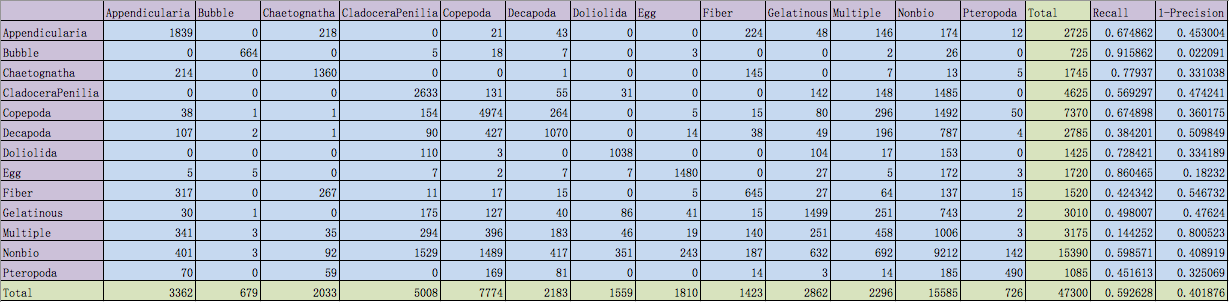 Appendicularia Bubble Chaetognatha CladoceraPenilia Copepoda Decapoda Doliolida Egg Fiber Gelatinous Multiple Nonbio Pteropoda Total Recall 1-Precision
Appendicularia 1839 0 218 0 21 43 0 0 224 48 146 174 12 2725 0.674862 0.453004
Bubble 0 664 0 5 18 7 0 3 0 0 2 26 0 725 0.915862 0.022091
Chaetognatha 214 0 1360 0 0 1 0 0 145 0 7 13 5 1745 0.77937 0.331038
CladoceraPenilia 0 0 0 2633 131 55 31 0 0 142 148 1485 0 4625 0.569297 0.474241
Copepoda 38 1 1 154 4974 264 0 5 15 80 296 1492 50 7370 0.674898 0.360175
Decapoda 107 2 1 90 427 1070 0 14 38 49 196 787 4 2785 0.384201 0.509849
Doliolida 0 0 0 110 3 0 1038 0 0 104 17 153 0 1425 0.728421 0.334189
Egg 5 5 0 7 2 7 7 1480 0 27 5 172 3 1720 0.860465 0.18232
Fiber 317 0 267 11 17 15 0 5 645 27 64 137 15 1520 0.424342 0.546732
Gelatinous 30 1 0 175 127 40 86 41 15 1499 251 743 2 3010 0.498007 0.47624
Multiple 341 3 35 294 396 183 46 19 140 251 458 1006 3 3175 0.144252 0.800523
Nonbio 401 3 92 1529 1489 417 351 243 187 632 692 9212 142 15390 0.598571 0.408919
Pteropoda 70 0 59 0 169 81 0 0 14 3 14 185 490 1085 0.451613 0.325069
Total 3362 679 2033 5008 7774 2183 1559 1810 1423 2862 2296 15585 726 47300 0.592628 0.401876